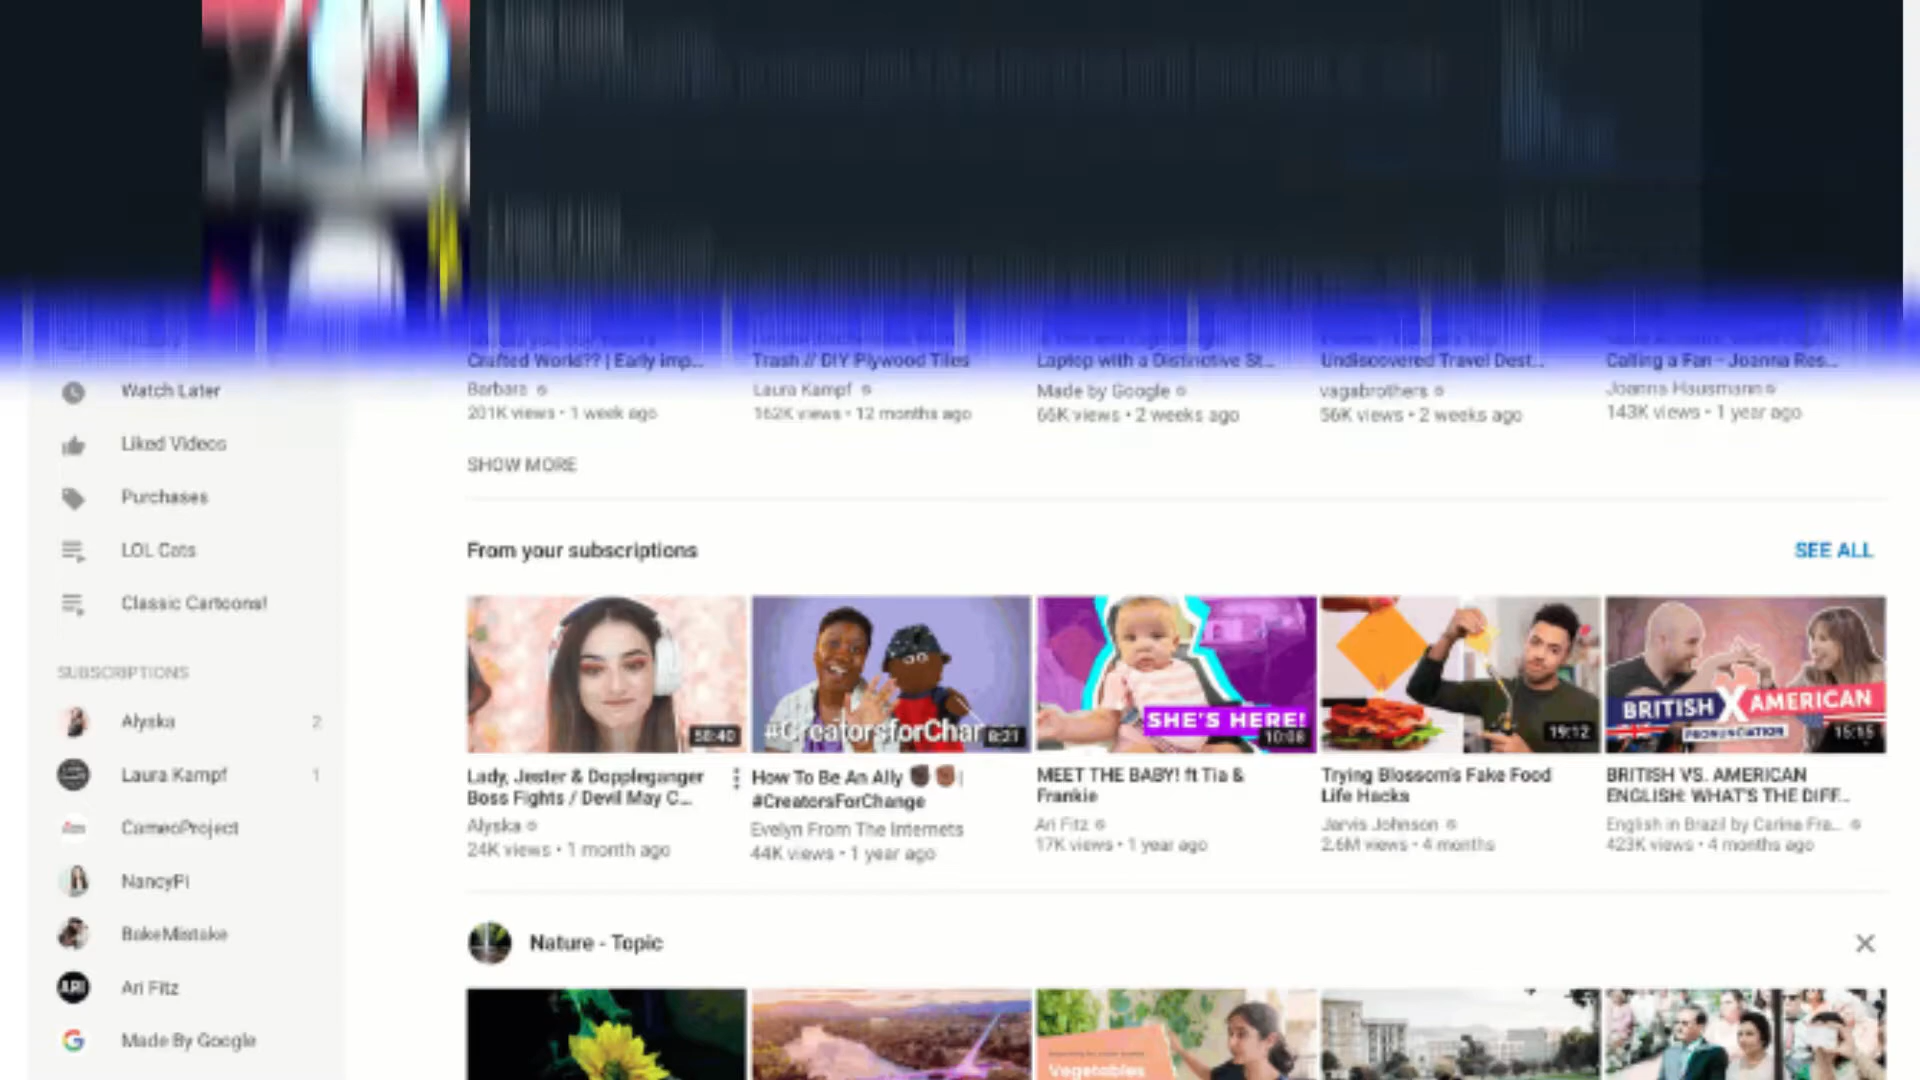 Crafted World?? | Early imp...
Trash // DIY Plywood Tiles
Laptop with a Distinctive St...
Undiscovered Travel Dest...
Calling a Fan - Joanna Res...
Barbara
Laura Kampf
Made by Google
vagabrothers
Joanna Hausmann
201K views • 1 week ago
162K views • 12 months ago
66K views • 2 weeks ago
56K views • 2 weeks ago
143K views • 1 year ago
SHOW MORE
Watch Later
Liked Videos
Purchases
LOL Cats
Classic Cartoons!
SUBSCRIPTIONS
Alyska 2
Laura Kampf 1
CameoProject
NancyPi
BakeMistake
ARI
Ari Fitz
Made By Google
From your subscriptions
SEE ALL
58:40
#CreatorsforChan
8:21
SHE'S HERE!
10:08
19:12
BRITISH X AMERICAN
PRONUNCIATION
15:15
Lady, Jester & Doppleganger
Boss Fights / Devil May C...
Alyska
24K views • 1 month ago
How To Be An Ally ✊🏿✊🏾 |
#CreatorsForChange
Evelyn From The Internets
44K views • 1 year ago
MEET THE BABY! ft Tia &
Frankie
Ari Fitz
17K views • 1 year ago
Trying Blossom's Fake Food
Life Hacks
Jarvis Johnson
2.6M views • 4 months
BRITISH VS. AMERICAN
ENGLISH: WHAT'S THE DIFF...
English in Brazil by Carina Fra...
423K views • 4 months ago
Nature - Topic
Vegetables